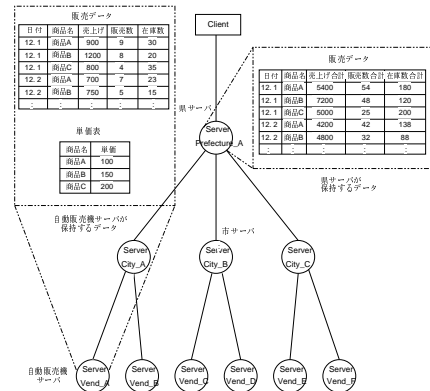 販売データ
日付 商品名 売上げ 販売数 在庫数
12. 1 商品A 900 9 30
12. 1 商品B 1200 8 20
12. 1 商品C 800 4 35
12. 2 商品A 700 7 23
12. 2 商品B 750 5 15
: : : : :
単価表
商品名 単価
商品A 100
商品B 150
商品C 200
自動販売機サーバが
保持するデータ
Client
県サーバ
Server
Prefecture_A
販売データ
日付 商品名 売上げ合計 販売数合計 在庫数合計
12. 1 商品A 5400 54 180
12. 1 商品B 7200 48 120
12. 1 商品C 5000 25 200
12. 2 商品A 4200 42 138
12. 2 商品B 4800 32 88
: : : : :
県サーバが
保持するデータ
市サーバ
Server
City_A
Server
City_B
Server
City_C
自動販売機
サーバ
Server
Vend_A
Server
Vend_B
Server
Vend_C
Server
Vend_D
Server
Vend_E
Server
Vend_F